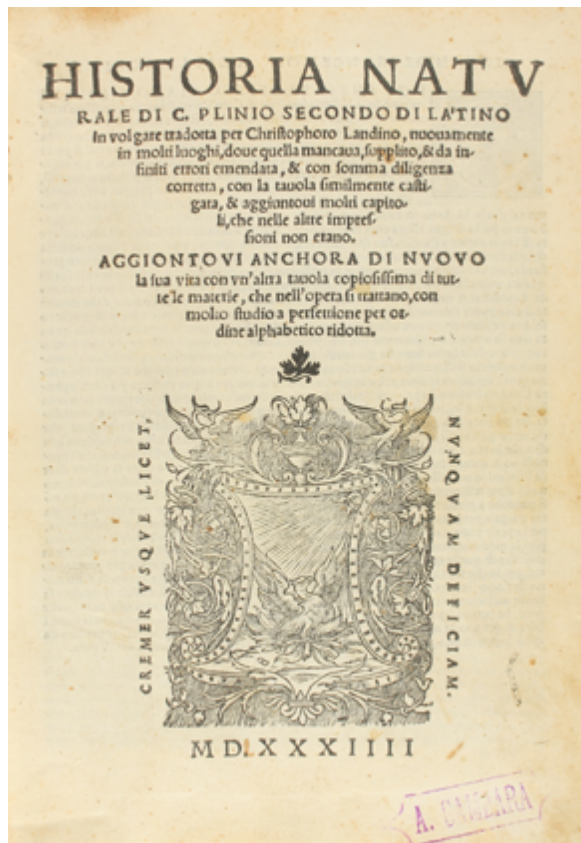 HISTORIA NATV
RALE DI C. PLINIO SECONDO DI LATINO
In volgare tradotta per Christophoro Landino, nuouamente
in molti luoghi, doue quella mancaua, supplito, & da in-
finiti errori emendata, & con somma diligenza
corretta, con la tauola similmente casti-
gata, & aggiontoui molti capito-
li, che nelle altre impres-
sioni non erano.
AGGIONTOVI ANCHORA DI NVOVO
la sua vita con vn'altra tauola copiosissima di tut-
te le materie, che nell'opera si trattano, con
molto studio a perfettione per or-
dine alphabetico ridotta.
CREMER VSQVE LICET,
NVNQVAM DEFICIAM.
MD.XXXIIII
A.